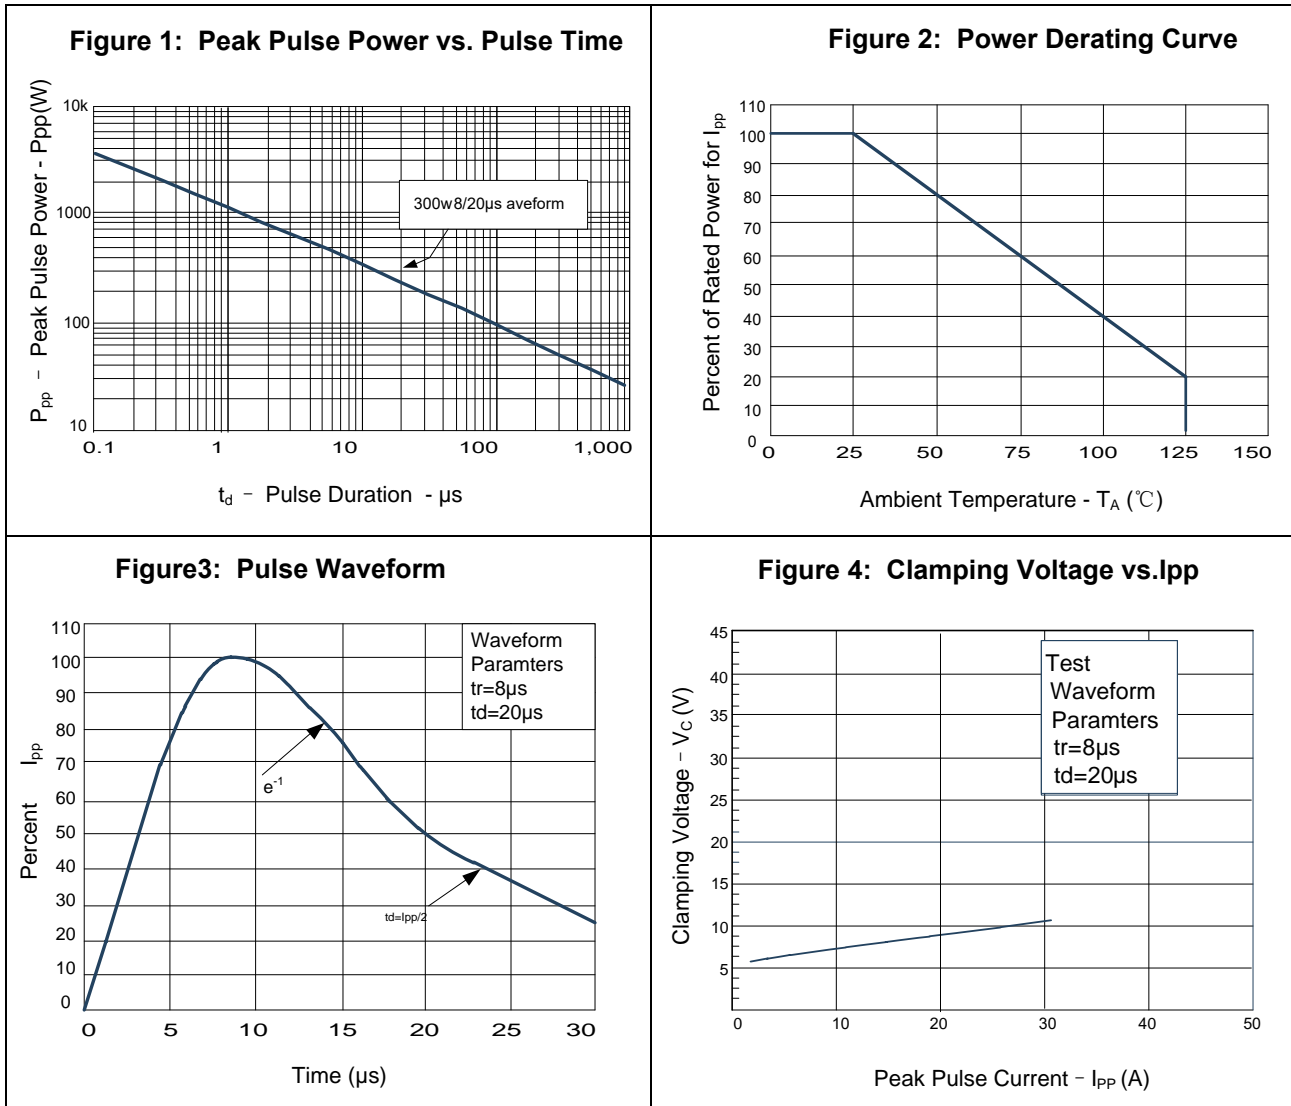 Figure 1: Peak Pulse Power vs. Pulse Time
Ppp – Peak Pulse Power - Ppp(W)
10k
1000
100
10
300w8/20µs aveform
0.1 1 10 100 1,000
td – Pulse Duration - µs
Figure 2: Power Derating Curve
Percent of Rated Power for Ipp
110
100
90
80
70
60
50
40
30
20
10
0
0 25 50 75 100 125 150
Ambient Temperature - TA (℃)
Figure3: Pulse Waveform
Percent Ipp
110
100
90
80
70
60
50
40
30
20
10
0
Waveform
Paramters
tr=8µs
td=20µs
e-1
td=Ipp/2
0 5 10 15 20 25 30
Time (µs)
Figure 4: Clamping Voltage vs.Ipp
Clamping Voltage – VC (V)
45
40
35
30
25
20
15
10
5
Test
Waveform
Paramters
tr=8µs
td=20µs
0 10 20 30 40 50
Peak Pulse Current – IPP (A)